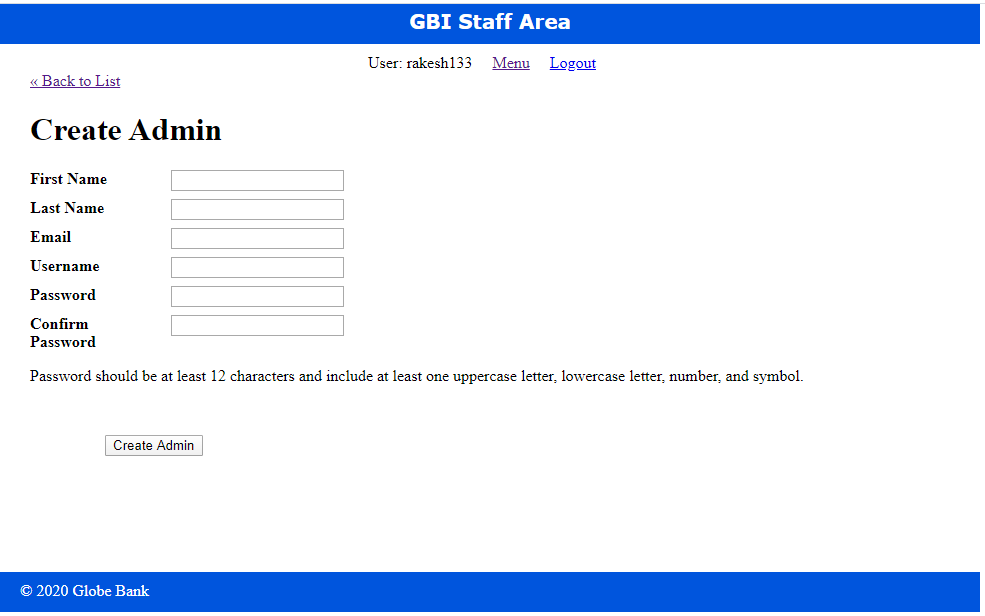 GBI Staff Area
User: rakesh133 Menu Logout
« Back to List
Create Admin
First Name
Last Name
Email
Username
Password
Confirm
Password
Password should be at least 12 characters and include at least one uppercase letter, lowercase letter, number, and symbol.
Create Admin
© 2020 Globe Bank